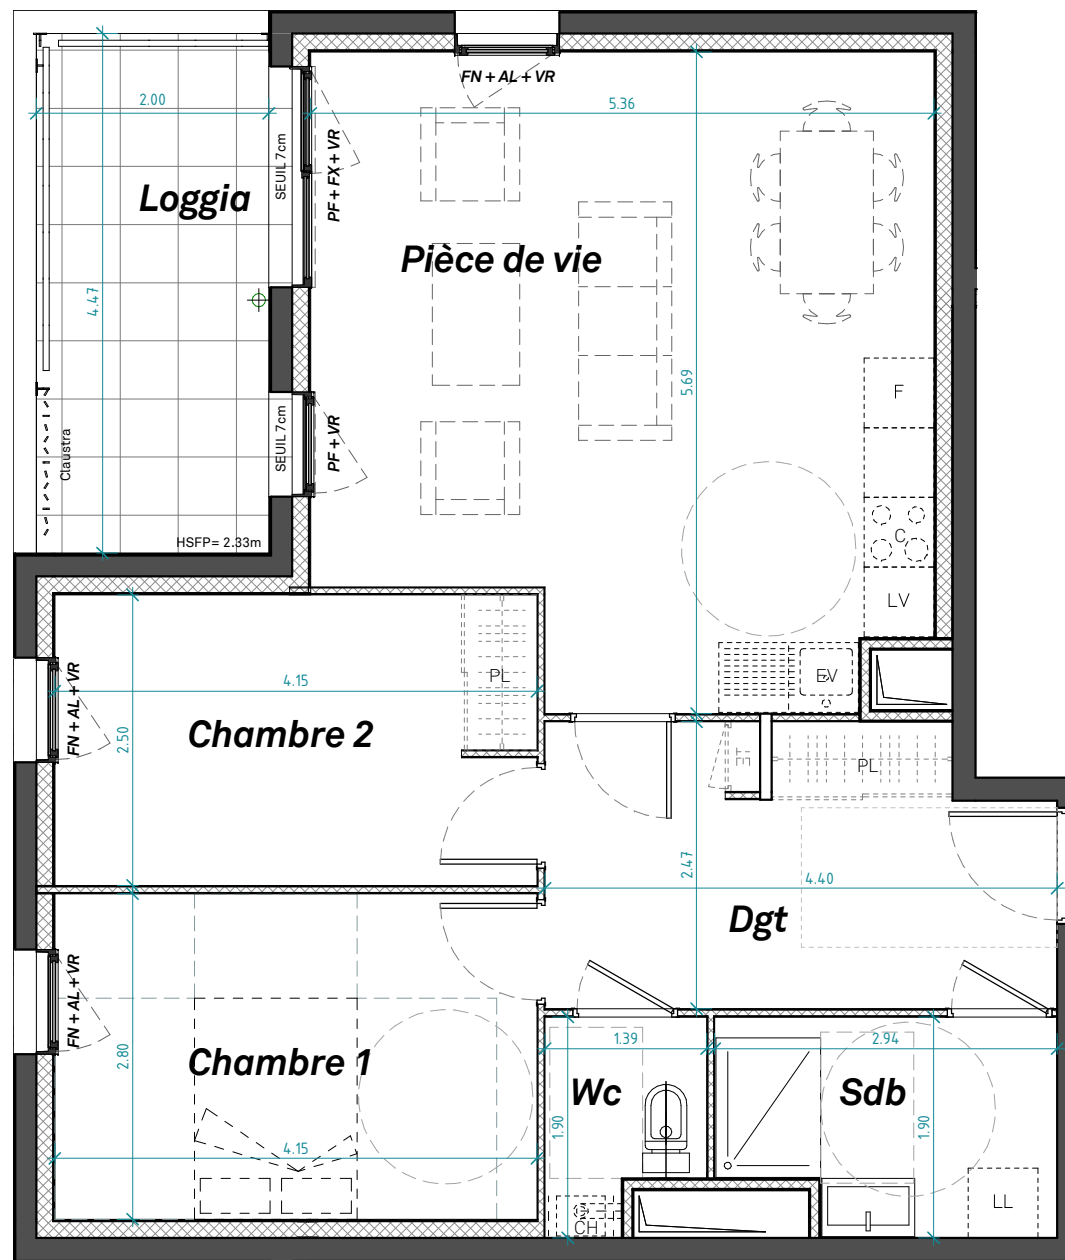 FN + AL + VR
2.00
5.36
SEUIL 7cm
PF + FX + VR
Loggia
Pièce de vie
4.47
5.69
F
SEUIL 7cm
PF + VR
Claustra
C
HSFP= 2.33m
LV
EV
PL
4.15
FN + AL + VR
Chambre 2
2.50
PL
2.47
4.40
Dgt
FN + AL + VR
2.80
Chambre 1
1.39
2.94
Wc
Sdb
1.90
1.90
4.15
LL
CH